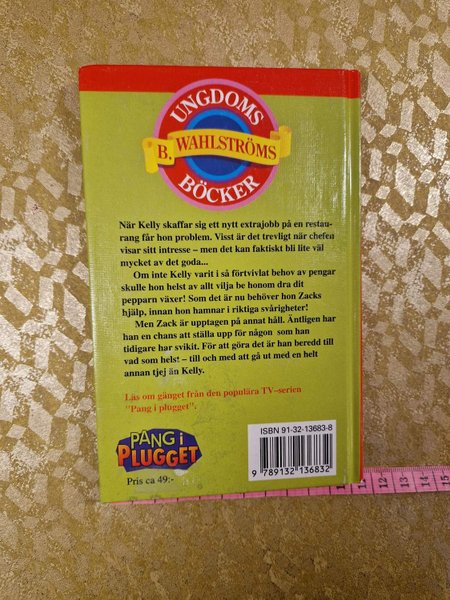 UNGDOMS
B. WAHLSTRÖMS
BÖCKER
När Kelly skaffar sig ett nytt extrajobb på en restau-
rang får hon problem. Visst är det trevligt när chefen
visar sitt intresse – men det kan faktiskt bli lite väl
mycket av det goda...
Om inte Kelly varit i så förtvivlat behov av pengar
skulle hon helst av allt vilja be honom dra dit
pepparn växer! Som det är nu behöver hon Zacks
hjälp, innan hon hamnar i riktiga svårigheter!
Men Zack är upptagen på annat håll. Äntligen har
han en chans att ställa upp för någon som han
tidigare har svikit. För att göra det är han beredd till
vad som helst – till och med att gå ut med en helt
annan tjej än Kelly.
Läs om gänget från den populära TV–serien
"Pang i plugget".
PANG i
PLUGGET
Pris ca 49:-
ISBN 91-32-13683-8
9 789132 136832
12 13 14 15